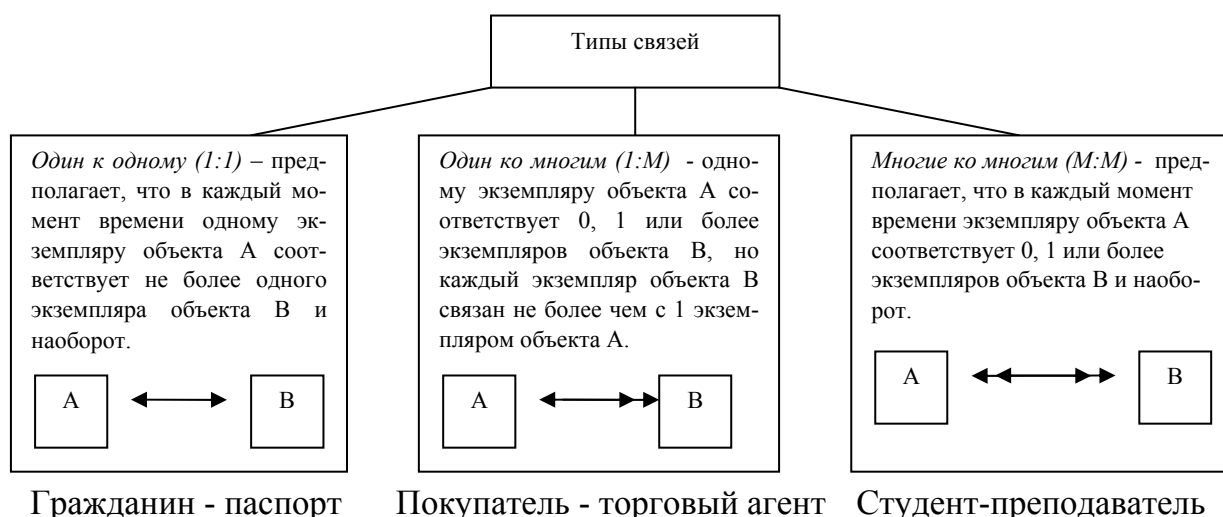 Типы связей
Один к одному (1:1) – пред-
полагает, что в каждый мо-
мент времени одному эк-
земпляру объекта А соот-
ветствует не более одного
экземпляра объекта В и
наоборот.
А
В
Один ко многим (1:М) - одно-
му экземпляру объекта А со-
ответствует 0, 1 или более
экземпляров объекта В, но
каждый экземпляр объекта В
связан не более чем с 1 экзем-
пляром объекта А.
А
В
Многие ко многим (М:М) - пред-
полагает, что в каждый момент
времени экземпляру объекта А
соответствует 0, 1 или более
экземпляров объекта В и наобо-
рот.
А
В
Гражданин - паспорт
Покупатель - торговый агент
Студент-преподаватель